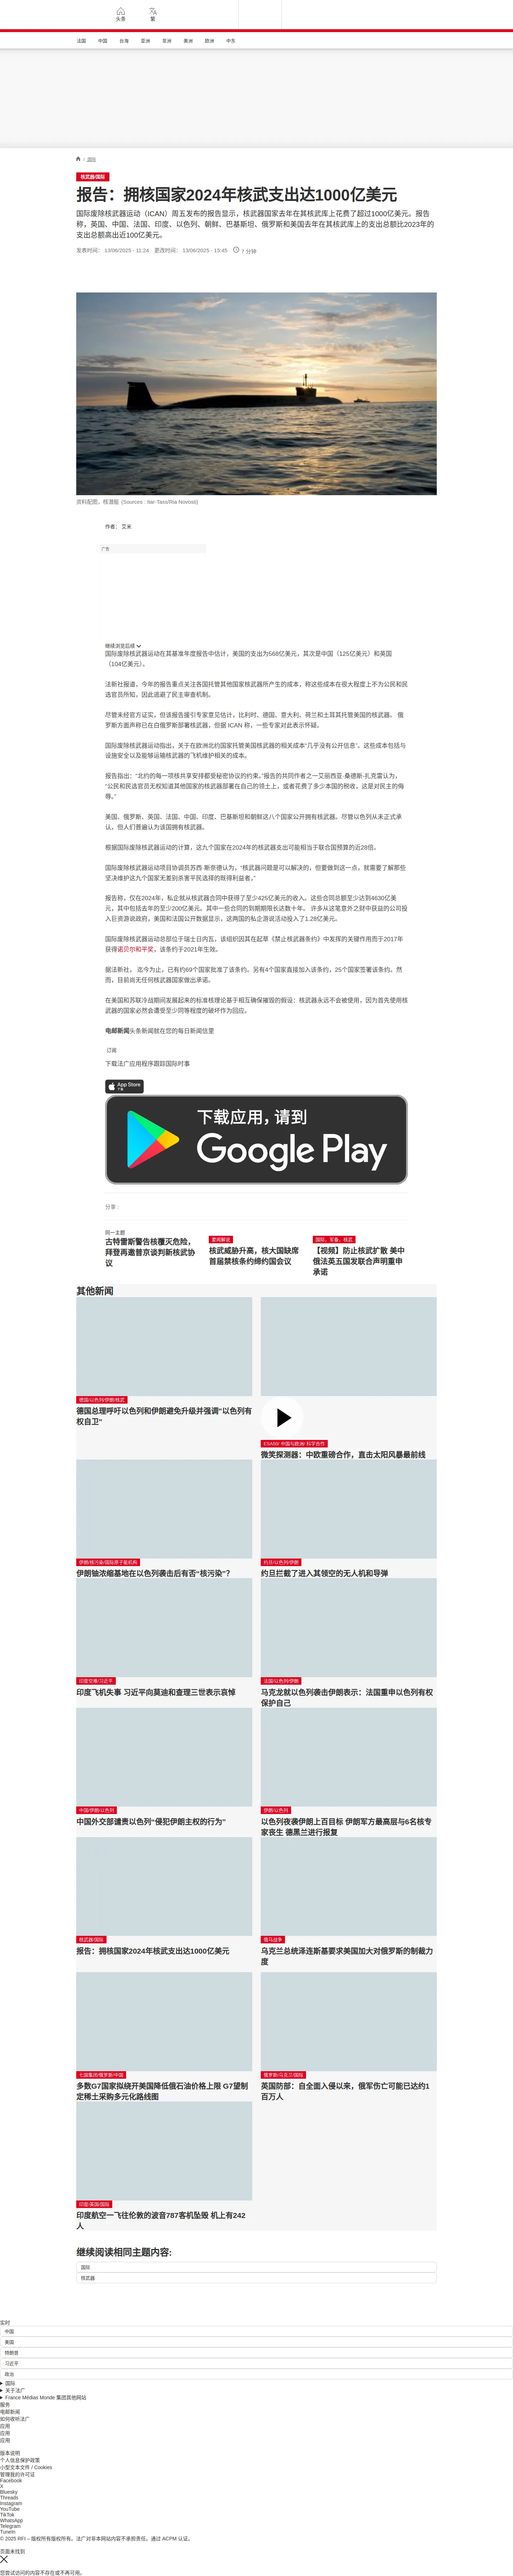 头条
繁
法国 中国 台海 亚洲 非洲 美洲 欧洲 中东
/ 国际
核武器/国际
报告：拥核国家2024年核武支出达1000亿美元
国际废除核武器运动（ICAN）周五发布的报告显示，核武器国家去年在其核武库上花费了超过1000亿美元。报告
称，英国、中国、法国、印度、以色列、朝鲜、巴基斯坦、俄罗斯和美国去年在其核武库上的支出总额比2023年的
支出总额高出近100亿美元。
发表时间： 13/06/2025 - 11:24 更改时间： 13/06/2025 - 15:45 7 分钟
资料配图，核潜艇 (Sources : Itar-Tass/Ria Novosti)
作者： 艾米
广告
继续浏览后续
国际废除核武器运动在其基准年度报告中估计，美国的支出为568亿美元，其次是中国（125亿美元）和英国
（104亿美元）。
法新社报道，今年的报告重点关注各国托管其他国家核武器所产生的成本，称这些成本在很大程度上不为公民和民
选官员所知，因此逃避了民主审查机制。
尽管未经官方证实，但该报告援引专家意见估计，比利时、德国、意大利、荷兰和土耳其托管美国的核武器。 俄
罗斯方面声称已在白俄罗斯部署核武器，但据 ICAN 称，一些专家对此表示怀疑。
国际废除核武器运动指出，关于在欧洲北约国家托管美国核武器的相关成本“几乎没有公开信息”。这些成本包括与
设施安全以及能够运输核武器的飞机维护相关的成本。
报告指出：“北约的每一项核共享安排都受秘密协议的约束。”报告的共同作者之一艾丽西亚·桑德斯-扎克雷认为，
“公民和民选官员无权知道其他国家的核武器部署在自己的领土上，或者花费了多少本国的税收，这是对民主的侮
辱。”
美国、俄罗斯、英国、法国、中国、印度、巴基斯坦和朝鲜这八个国家公开拥有核武器。尽管以色列从未正式承
认，但人们普遍认为该国拥有核武器。
根据国际废除核武器运动的计算，这九个国家在2024年的核武器支出可能相当于联合国预算的近28倍。
国际废除核武器运动项目协调员苏西·斯奈德认为，“核武器问题是可以解决的，但要做到这一点，就需要了解那些
坚决维护这九个国家无差别杀害平民选择的既得利益者。”
报告称，仅在2024年，私企就从核武器合同中获得了至少425亿美元的收入。这些合同总额至少达到4630亿美
元，其中包括去年的至少200亿美元。其中一些合同的到期期限长达数十年。 许多从这笔意外之财中获益的公司投
入巨资游说政府，美国和法国公开数据显示，这两国的私企游说活动投入了1.28亿美元。
国际废除核武器运动总部位于瑞士日内瓦，该组织因其在起草《禁止核武器条约》中发挥的关键作用而于2017年
获得诺贝尔和平奖，该条约于2021年生效。
据法新社， 迄今为止，已有约69个国家批准了该条约。另有4个国家直接加入该条约，25个国家签署该条约。然
而，目前尚无任何核武器国家做出承诺。
在美国和苏联冷战期间发展起来的标准核理论基于相互确保摧毁的假设：核武器永远不会被使用，因为首先使用核
武器的国家必然会遭受至少同等程度的破坏作为回应。
电邮新闻头条新闻就在您的每日新闻信里
订阅
下载法广应用程序跟踪国际时事
App Store
下载
下载应用，请到
Google Play
分享 :
同一主题
古特雷斯警告核覆灭危险，
拜登再邀普京谈判新核武协
议
要闻解说
核武威胁升高，核大国缺席
首届禁核条约缔约国会议
国际、军备、核武
【视频】防止核武扩散 美中
俄法英五国发联合声明重申
承诺
其他新闻
德国/以色列/伊朗/核武
德国总理呼吁以色列和伊朗避免升级并强调“以色列有
权自卫”
ESA50/ 中国与欧洲/ 科学合作
微笑探测器：中欧重磅合作，直击太阳风暴最前线
伊朗/核污染/国际原子能机构
伊朗铀浓缩基地在以色列袭击后有否“核污染”？
约旦/以色列/伊朗
约旦拦截了进入其领空的无人机和导弹
印度空难/习近平
印度飞机失事 习近平向莫迪和查理三世表示哀悼
法国/以色列/伊朗
马克龙就以色列袭击伊朗表示：法国重申以色列有权
保护自己
中国/伊朗/以色列
中国外交部谴责以色列“侵犯伊朗主权的行为”
伊朗/以色列
以色列夜袭伊朗上百目标 伊朗军方最高层与6名核专
家丧生 德黑兰进行报复
核武器/国际
报告：拥核国家2024年核武支出达1000亿美元
俄乌战争
乌克兰总统泽连斯基要求美国加大对俄罗斯的制裁力
度
七国集团/俄罗斯/中国
多数G7国家拟绕开美国降低俄石油价格上限 G7望制
定稀土采购多元化路线图
俄罗斯/乌克兰/国际
英国防部：自全面入侵以来，俄军伤亡可能已达约1
百万人
印度/英国/国际
印度航空一飞往伦敦的波音787客机坠毁 机上有242
人
继续阅读相同主题内容:
国际
核武器
实时
中国
美国
特朗普
习近平
政治
国际
关于法广
France Médias Monde 集团其他网站
服务
电邮新闻
如何收听法广
应用
应用
应用
版本说明
个人信息保护政策
小型文本文件 / Cookies
管理我的许可证
Facebook
X
Bluesky
Threads
Instagram
YouTube
TikTok
WhatsApp
Telegram
TuneIn
© 2025 RFI – 版权所有版权所有。法广对非本网站内容不承担责任。通过 ACPM 认证。
页面未找到
您尝试访问的内容不存在或不再可用。